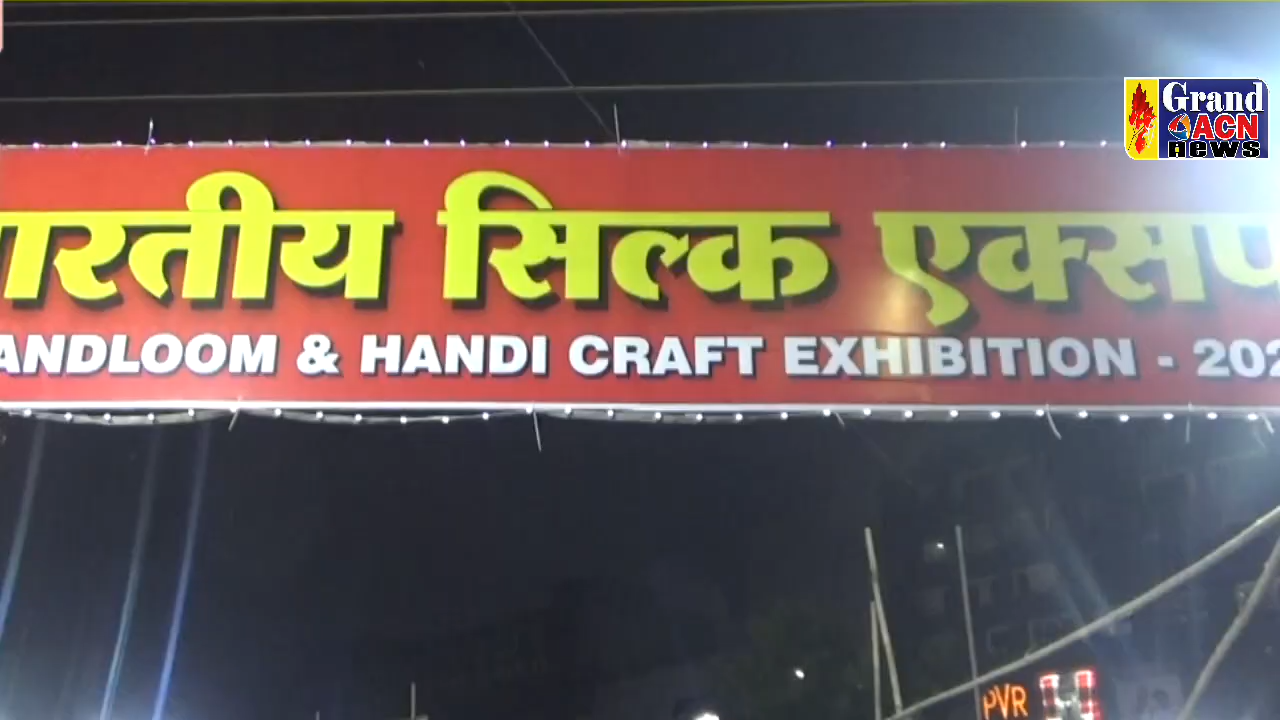 Grand
ACN
news
ारतीय सिल्क एक्सप
ANDLOOM & HANDI CRAFT EXHIBITION - 202
PVR H